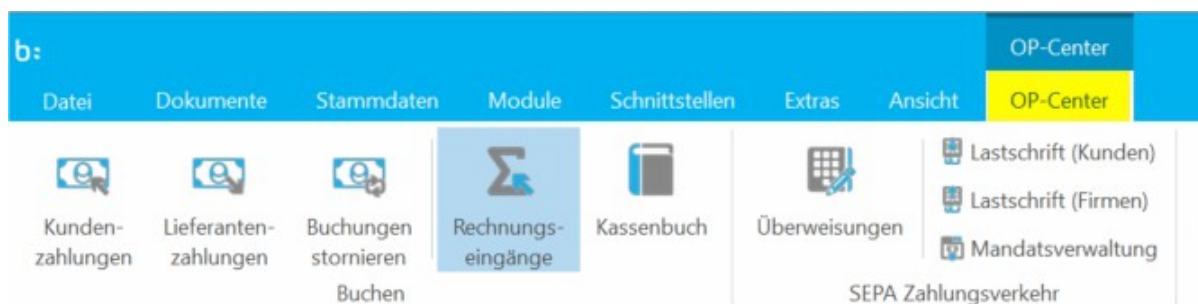 b:
OP-Center
Datei Dokumente Stammdaten Module Schnittstellen Extras Ansicht OP-Center
Kunden-
zahlungen
Lieferanten-
zahlungen
Buchungen
stornieren
Rechnungs-
eingänge
Kassenbuch
Buchen
Überweisungen
Lastschrift (Kunden)
Lastschrift (Firmen)
Mandatsverwaltung
SEPA Zahlungsverkehr